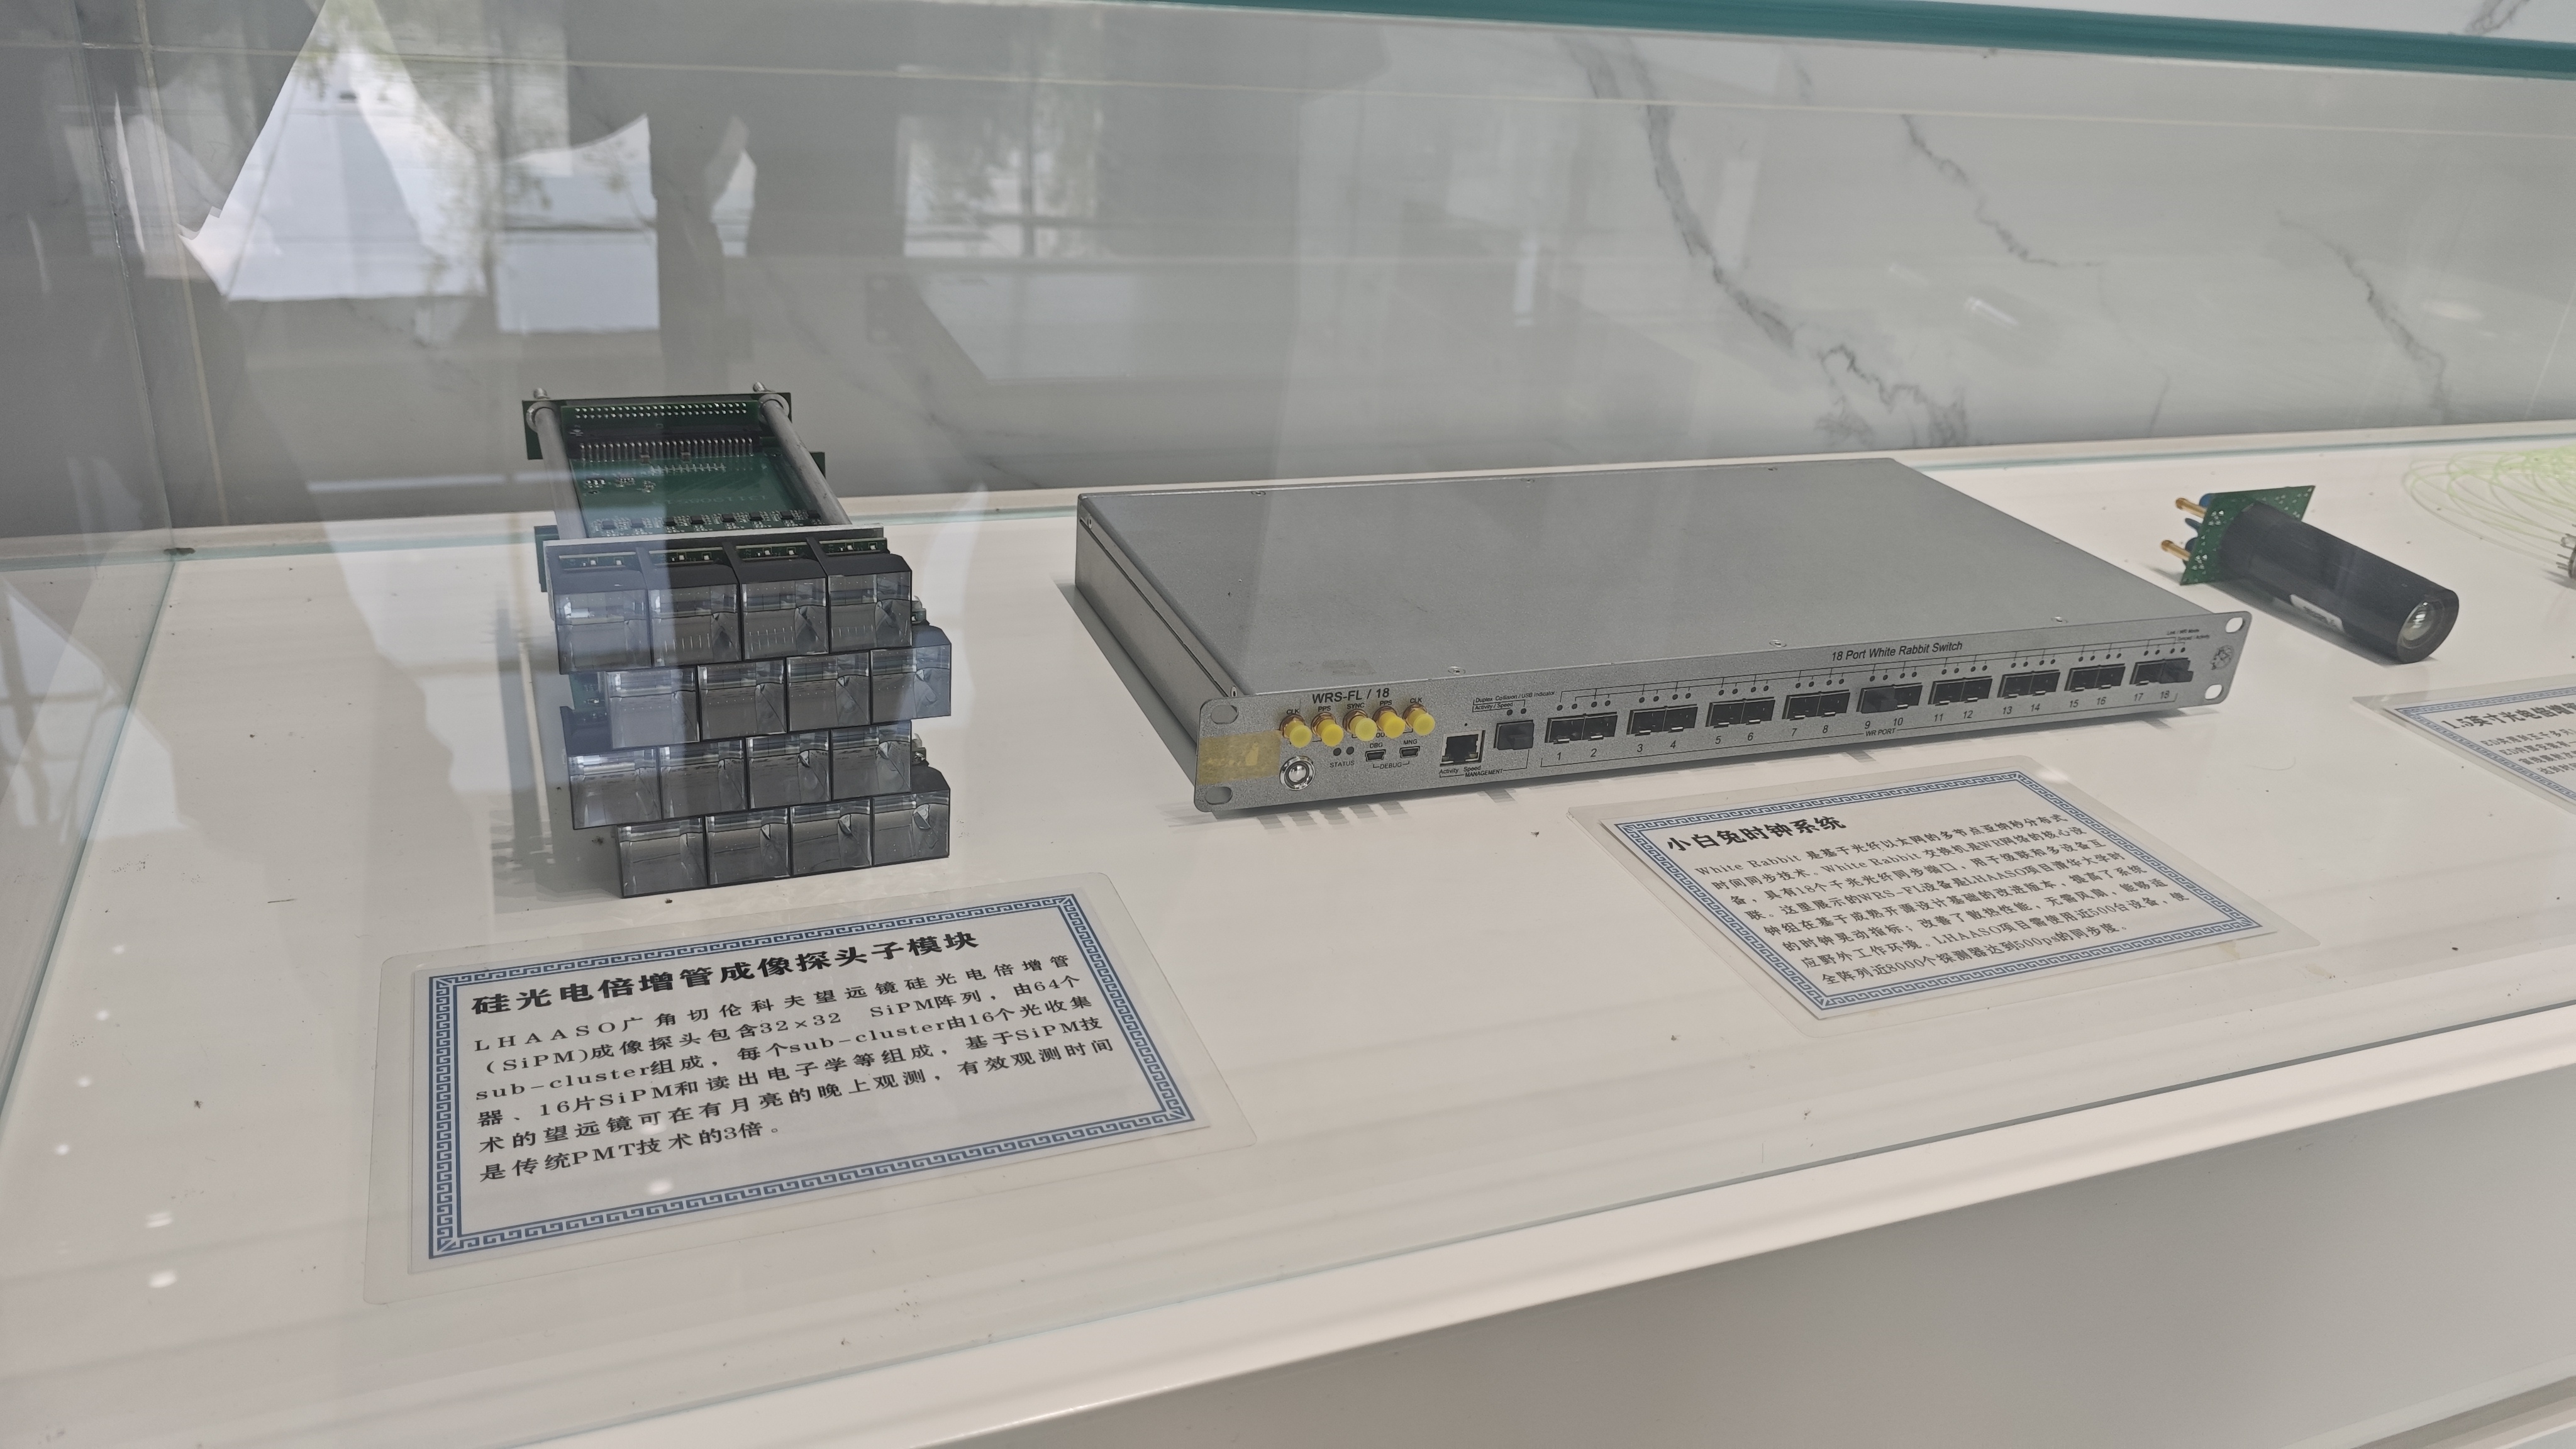 硅光电倍增管成像探头子模块
LHAASO广角切伦科夫望远镜硅光电倍增管
(SiPM)成像探头包含32×32 SiPM阵列，由64个
sub-cluster组成，每个sub-cluster由16个光收集
器、16片SiPM和读出电子学等组成，基于SiPM技
术的望远镜可在有月亮的晚上观测，有效观测时间
是传统PMT技术的3倍。
WRS-FL / 18
18 Port White Rabbit Switch
CLK PPS SYNC PPS CLK
STATUS
DBG MNG
DEBUG
Activity Speed
MANAGEMENT
1 2 3 4 5 6 7 8 9 10 11 12 13 14 15 16 17 18
WR PORT
小白兔时钟系统
White Rabbit 是基于光纤以太网的多节点亚纳秒分布式
时间同步技术。White Rabbit 交换机是WR网络的核心设
备，具有18个千兆光纤同步端口，用于级联和多设备互
联。这里展示的WRS-FL设备是LHAASO项目清华大学时
钟组在基于成熟开源设计基础的改进版本，提高了系统
的时钟晃动指标；改善了散热性能，无需风扇，能够适
应野外工作环境。LHAASO项目需使用近500台设备，使
全阵列近8000个探测器达到500ps的同步度。
1.5英寸光电倍增